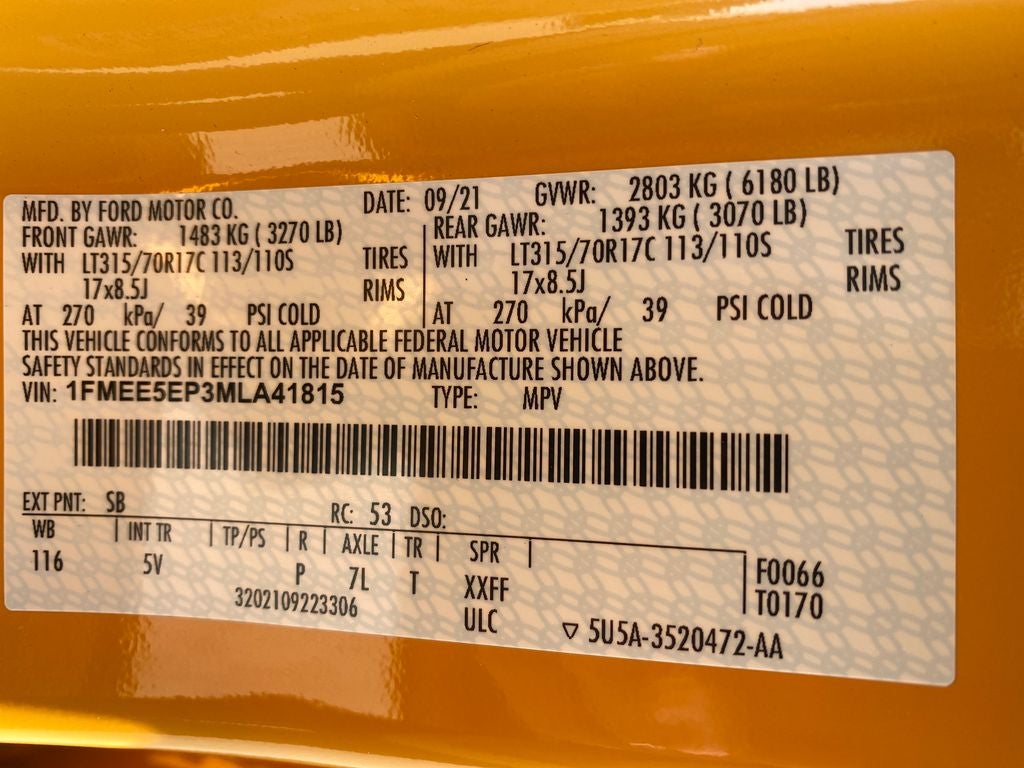 MFD. BY FORD MOTOR CO. DATE: 09/21 GVWR: 2803 KG ( 6180 LB)
FRONT GAWR: 1483 KG ( 3270 LB) REAR GAWR: 1393 KG ( 3070 LB)
WITH LT315/70R17C 113/110S TIRES WITH LT315/70R17C 113/110S TIRES
17x8.5J RIMS 17x8.5J RIMS
AT 270 kPa/ 39 PSI COLD AT 270 kPa/ 39 PSI COLD
THIS VEHICLE CONFORMS TO ALL APPLICABLE FEDERAL MOTOR VEHICLE
SAFETY STANDARDS IN EFFECT ON THE DATE OF MANUFACTURE SHOWN ABOVE.
VIN: 1FMEE5EP3MLA41815 TYPE: MPV
EXT PNT: SB RC: 53 DSO:
WB INT TR TP/PS R AXLE TR SPR
116 5V P 7L T XXFF F0066
3202109223306 ULC T0170
▽ 5U5A-3520472-AA